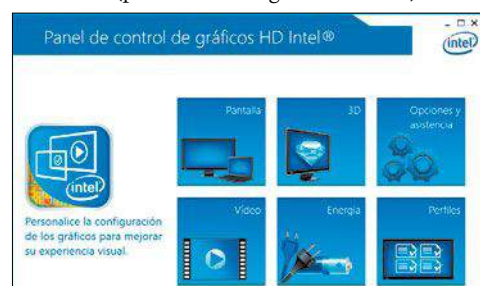 Panel de control de gráficos HD Intel®
intel
Pantalla
3D
Opciones y
asistencia
intel
Personalice la configuración
de los gráficos para mejorar
su experiencia visual.
Vídeo
Energía
Perfiles